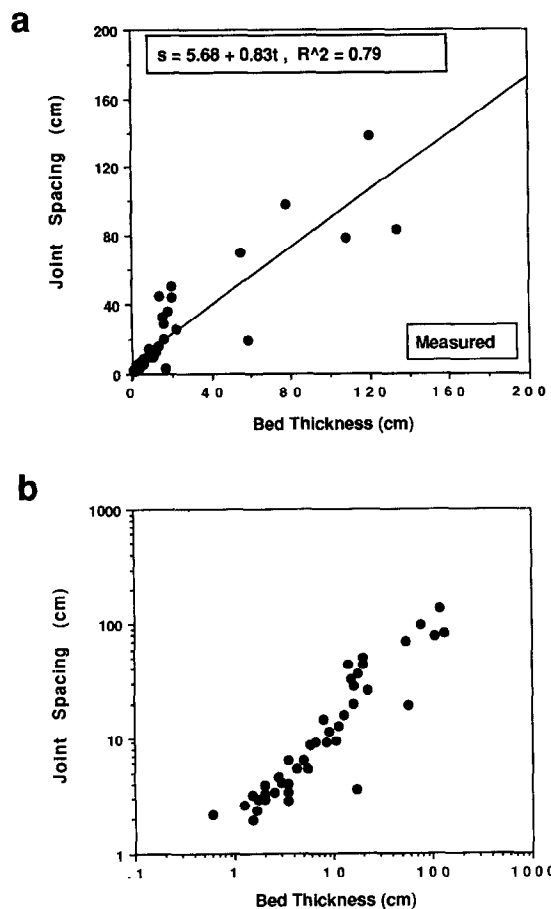 a
s = 5.68 + 0.83t , R^2 = 0.79
200
160
120
80
40
0
Joint Spacing (cm)
Measured
0 40 80 120 160 200
Bed Thickness (cm)
b
1000
100
10
1
Joint Spacing (cm)
.1 1 10 100 1000
Bed Thickness (cm)